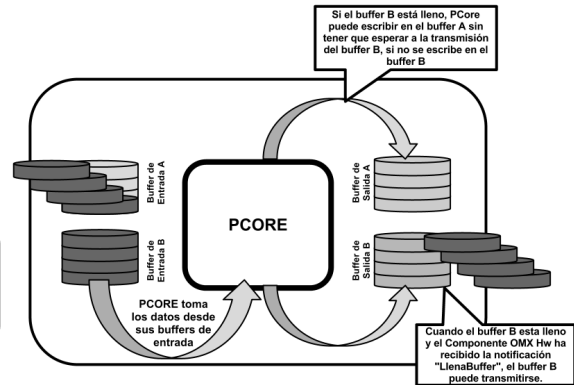 Si el buffer B está lleno, PCore
puede escribir en el buffer A sin
tener que esperar a la transmisión
del buffer B, si no se escribe en el
buffer B
Buffer de
Entrada A
Buffer de
Salida A
PCORE
Buffer de
Entrada B
Buffer de
Salida B
PCORE toma
los datos desde
sus buffers de
entrada
Cuando el buffer B esta lleno
y el Componente OMX Hw ha
recibido la notificación
"LlenaBuffer", el buffer B
puede transmitirse.